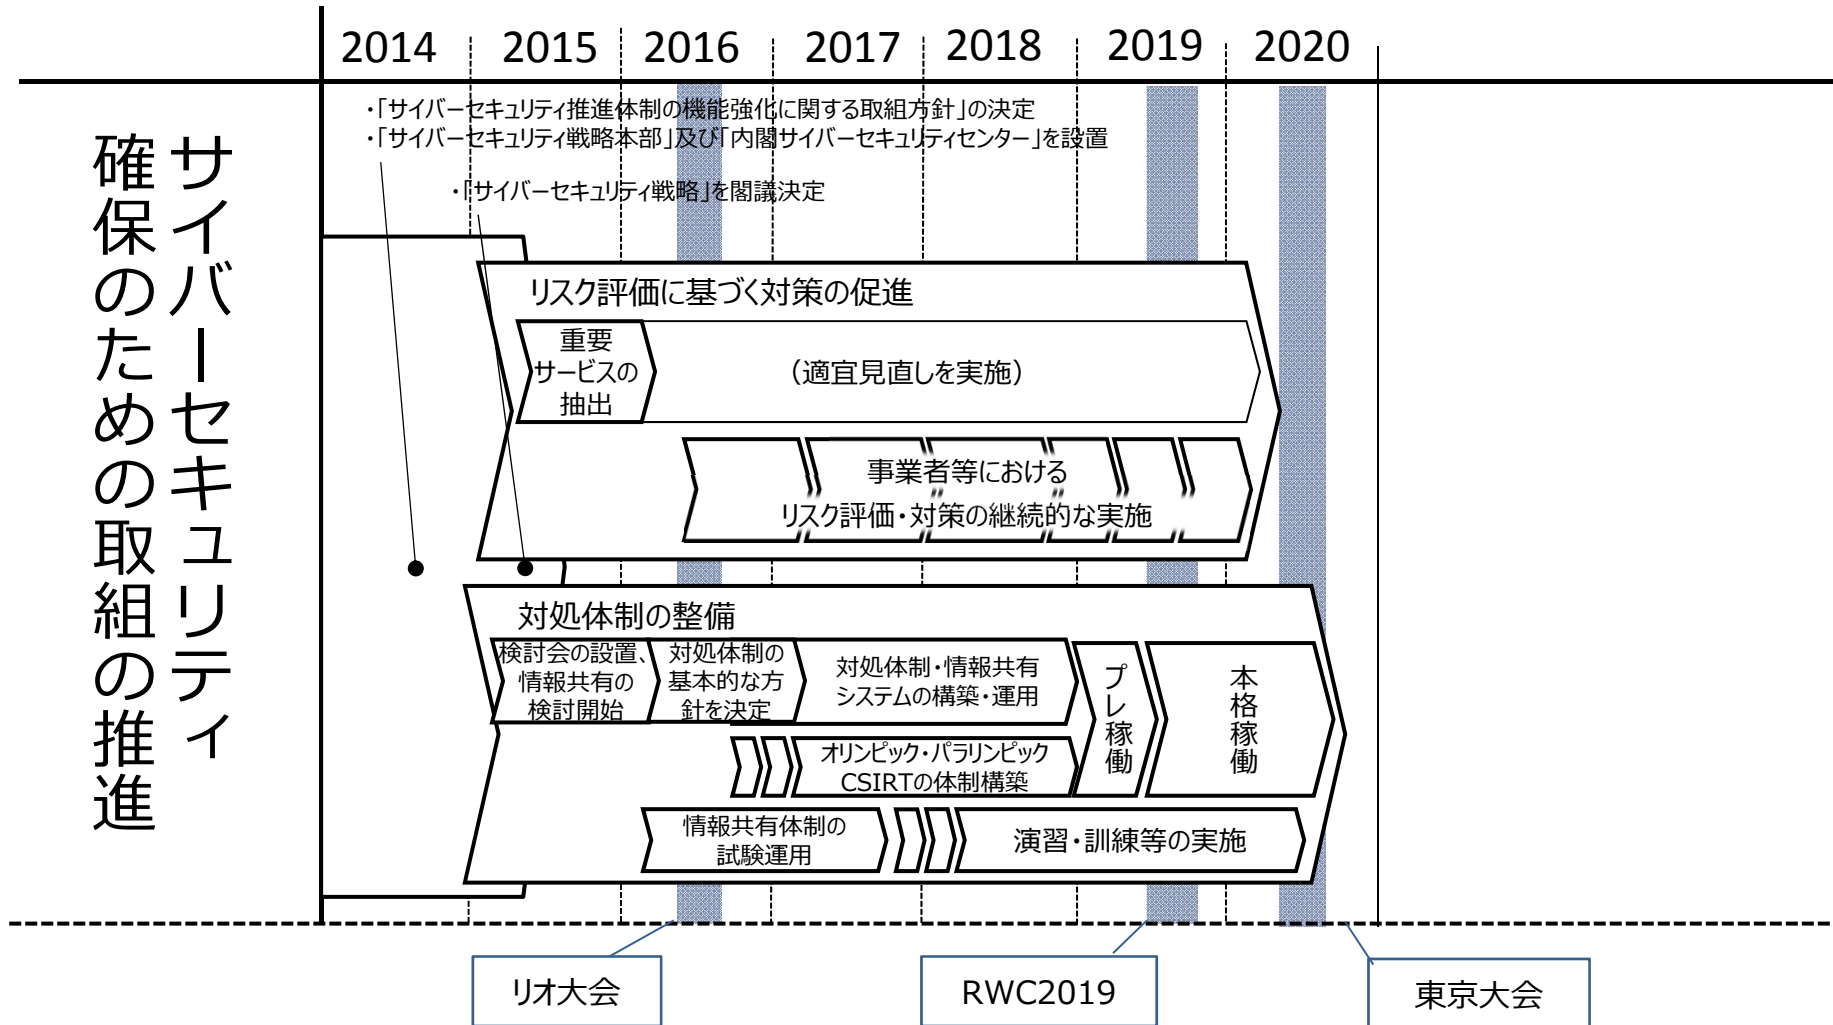 2014 2015 2016 2017 2018 2019 2020
サイバーセキュリティ
確保のための取組の推進
・「サイバーセキュリティ推進体制の機能強化に関する取組方針」の決定
・「サイバーセキュリティ戦略本部」及び「内閣サイバーセキュリティセンター」を設置
・「サイバーセキュリティ戦略」を閣議決定
リスク評価に基づく対策の促進
重要
サービスの
抽出
（適宜見直しを実施）
事業者等における
リスク評価・対策の継続的な実施
対処体制の整備
検討会の設置、
情報共有の
検討開始
対処体制の
基本的な方
針を決定
対処体制・情報共有
システムの構築・運用
プレ稼働
本格稼働
オリンピック・パラリンピック
CSIRTの体制構築
情報共有体制の
試験運用
演習・訓練等の実施
リオ大会
RWC2019
東京大会